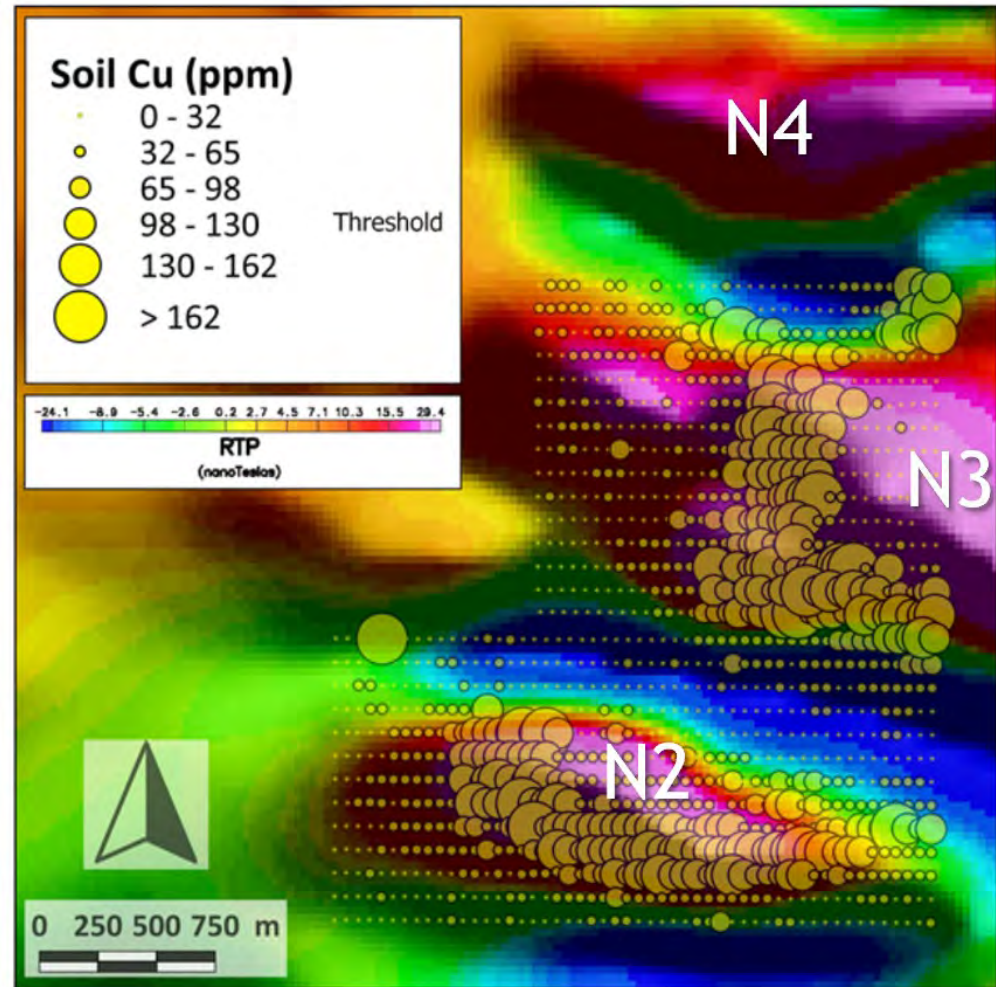 Soil Cu (ppm)
0 - 32
32 - 65
65 - 98
98 - 130
Threshold
130 - 162
> 162
-24.1 -8.9 -5.4 -2.6 0.2 2.7 4.5 7.1 10.3 15.5 29.4
RTP
(nanoTeslas)
N4
N3
N2
0 250 500 750 m